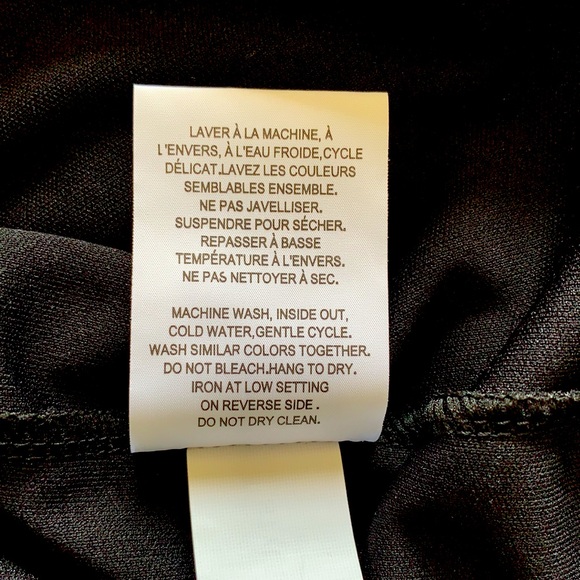 LAVER À LA MACHINE, À
L'ENVERS, À L'EAU FROIDE,CYCLE
DÉLICAT.LAVEZ LES COULEURS
SEMBLABLES ENSEMBLE.
NE PAS JAVELLISER.
SUSPENDRE POUR SÉCHER.
REPASSER À BASSE
TEMPÉRATURE À L'ENVERS.
NE PAS NETTOYER À SEC.
MACHINE WASH, INSIDE OUT,
COLD WATER,GENTLE CYCLE.
WASH SIMILAR COLORS TOGETHER.
DO NOT BLEACH.HANG TO DRY.
IRON AT LOW SETTING
ON REVERSE SIDE .
DO NOT DRY CLEAN.